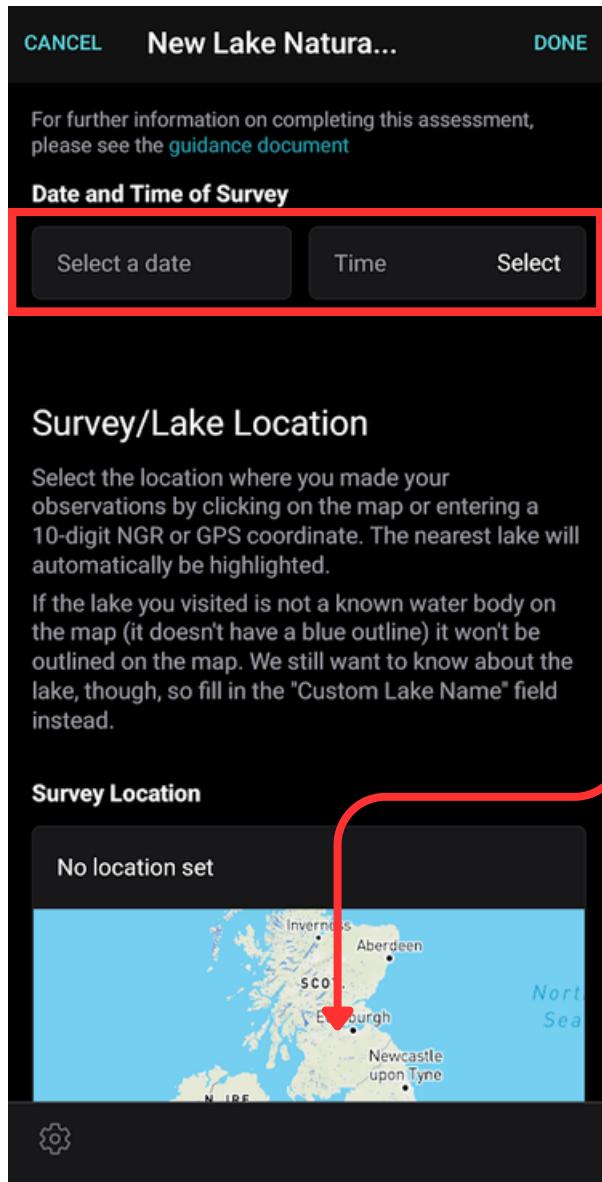 CANCEL New Lake Natura... DONE
For further information on completing this assessment,
please see the guidance document
Date and Time of Survey
Select a date Time Select
Survey/Lake Location
Select the location where you made your
observations by clicking on the map or entering a
10-digit NGR or GPS coordinate. The nearest lake will
automatically be highlighted.
If the lake you visited is not a known water body on
the map (it doesn't have a blue outline) it won't be
outlined on the map. We still want to know about the
lake, though, so fill in the "Custom Lake Name" field
instead.
Survey Location
No location set
Inverness
Aberdeen
SCOT.
Nort
Sea
Newcastle
upon Tyne
N. IRE